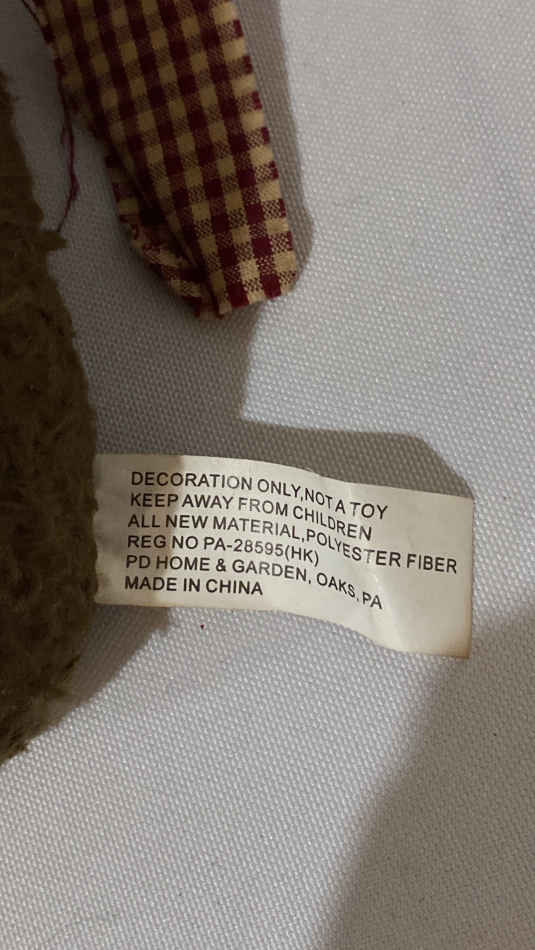 DECORATION ONLY,NOT A TOY
KEEP AWAY FROM CHILDREN
ALL NEW MATERIAL,POLYESTER FIBER
REG NO PA-28595(HK)
PD HOME & GARDEN, OAKS, PA
MADE IN CHINA